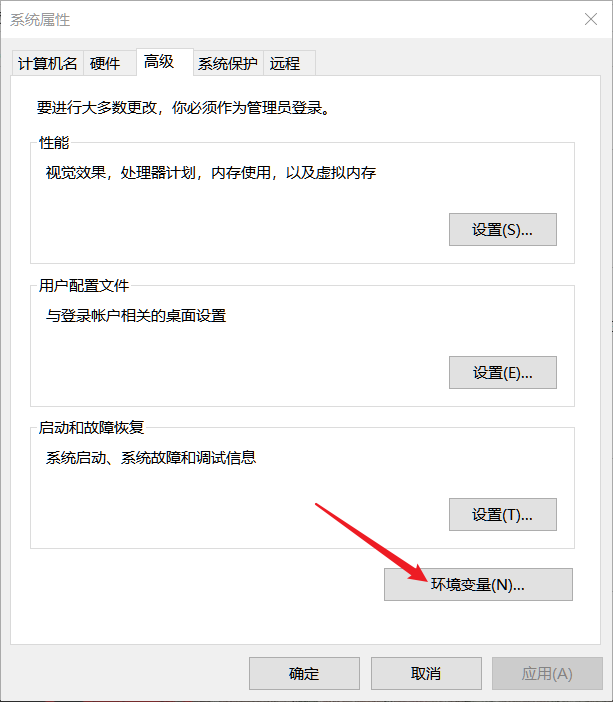 系统属性
计算机名 硬件 高级 系统保护 远程
要进行大多数更改，你必须作为管理员登录。
性能
视觉效果，处理器计划，内存使用，以及虚拟内存
设置(S)...
用户配置文件
与登录帐户相关的桌面设置
设置(E)...
启动和故障恢复
系统启动、系统故障和调试信息
设置(T)...
环境变量(N)...
确定 取消 应用(A)